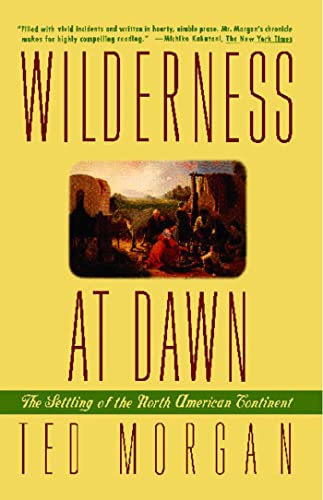 "Filled with vivid incidents and written in hearty, nimble prose, Mr. Morgan's chronicle
makes for highly compelling reading." —Michiko Kakutani, The New York Times
WILDERNESS
AT DAWN
The Settling of the North American Continent
TED MORGAN